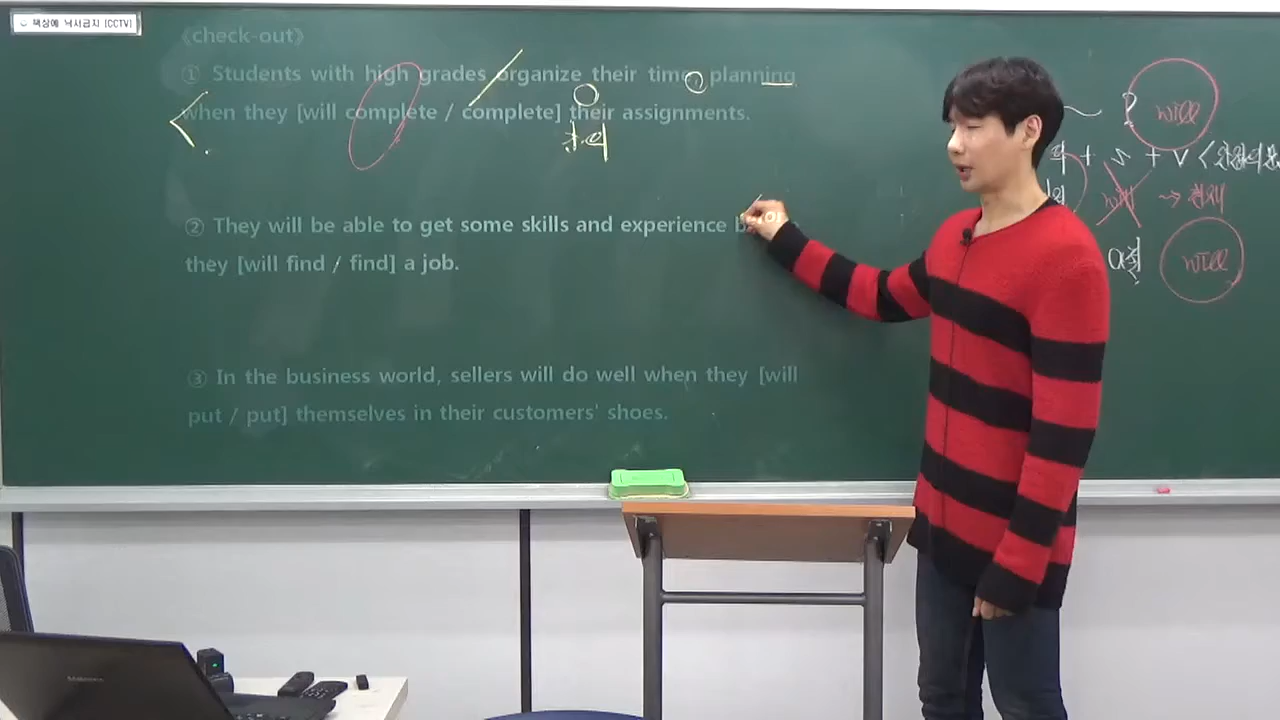 책상에 낙서금지 (CCTV)
《check-out》
① Students with high grades organize their time, planning
when they [will complete / complete] their assignments.
② They will be able to get some skills and experience
they [will find / find] a job.
③ In the business world, sellers will do well when they [will
put / put] themselves in their customers' shoes.
~ ? will
+ S + V <
will → 현재
will